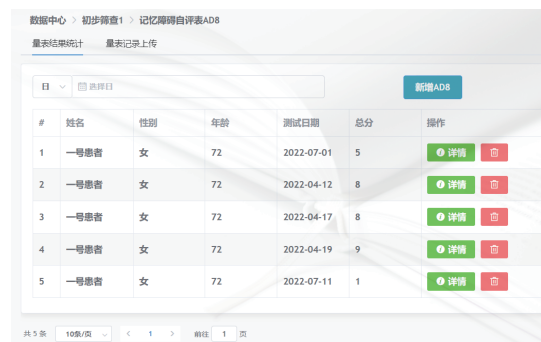 数据中心 > 初步筛查1 > 记忆障碍自评表AD8
量表结果统计 量表记录上传
日 选择日 新增AD8
# 姓名 性别 年龄 测试日期 总分 操作
1 一号患者 女 72 2022-07-01 5 详情
2 一号患者 女 72 2022-04-12 8 详情
3 一号患者 女 72 2022-04-17 8 详情
4 一号患者 女 72 2022-04-19 9 详情
5 一号患者 女 72 2022-07-11 1 详情
共 5 条 10条/页 < 1 > 前往 1 页